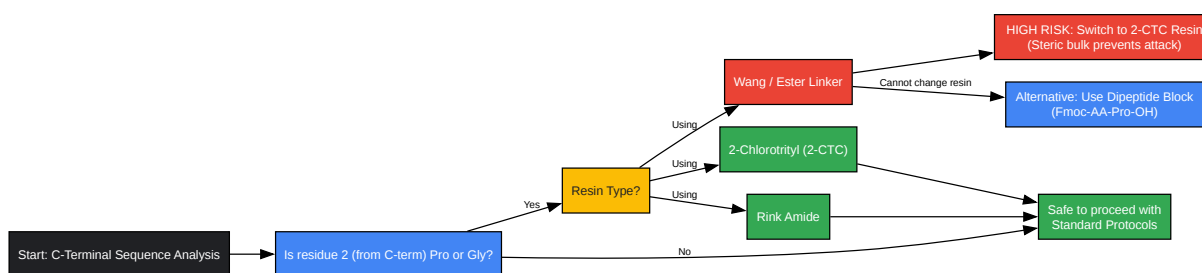 Start: C-Terminal Sequence Analysis
Is residue 2 (from C-term) Pro or Gly?
Yes
No
Resin Type?
Using
Using
Using
Wang / Ester Linker
2-Chlorotrityl (2-CTC)
Rink Amide
Cannot change resin
HIGH RISK: Switch to 2-CTC Resin
(Steric bulk prevents attack)
Alternative: Use Dipeptide Block
(Fmoc-AA-Pro-OH)
Safe to proceed with
Standard Protocols